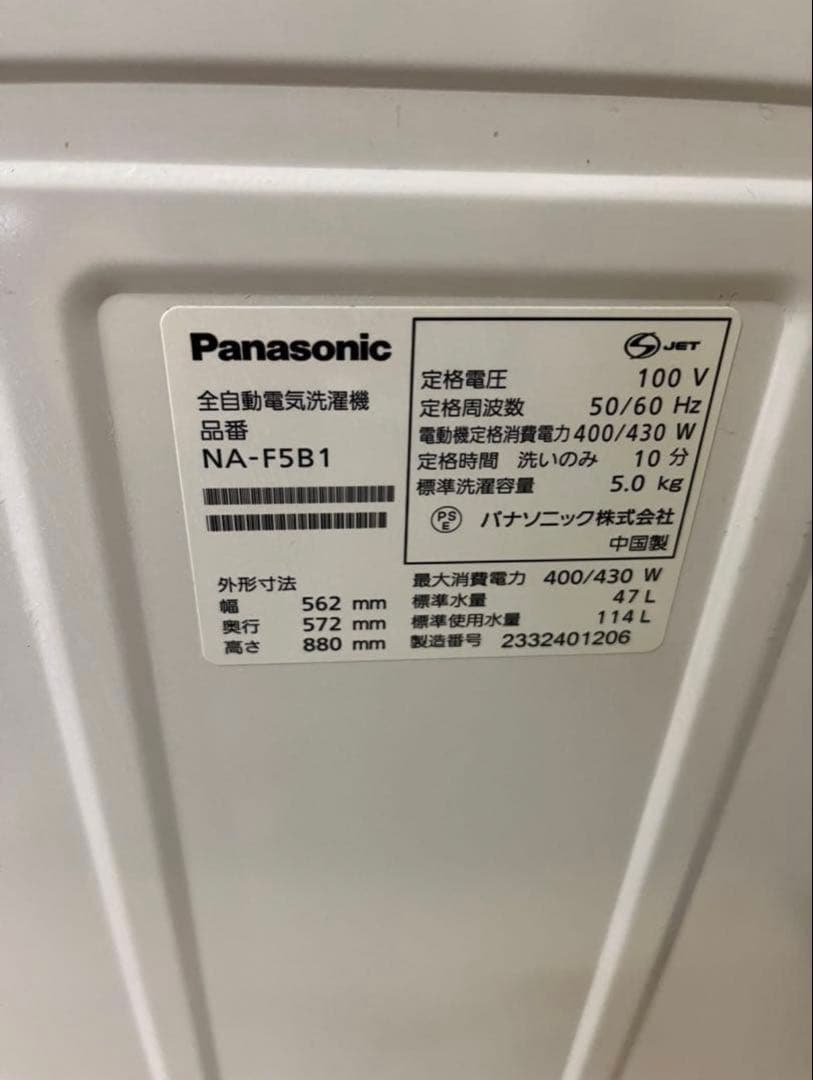 Panasonic
全自動電気洗濯機
品番
NA-F5B1
外形寸法
幅 562 mm
奥行 572 mm
高さ 880 mm
S JET
定格電圧 100 V
定格周波数 50/60 Hz
電動機定格消費電力 400/430 W
定格時間 洗いのみ 10 分
標準洗濯容量 5.0 kg
PS E パナソニック株式会社
中国製
最大消費電力 400/430 W
標準水量 47 L
標準使用水量 114 L
製造番号 2332401206